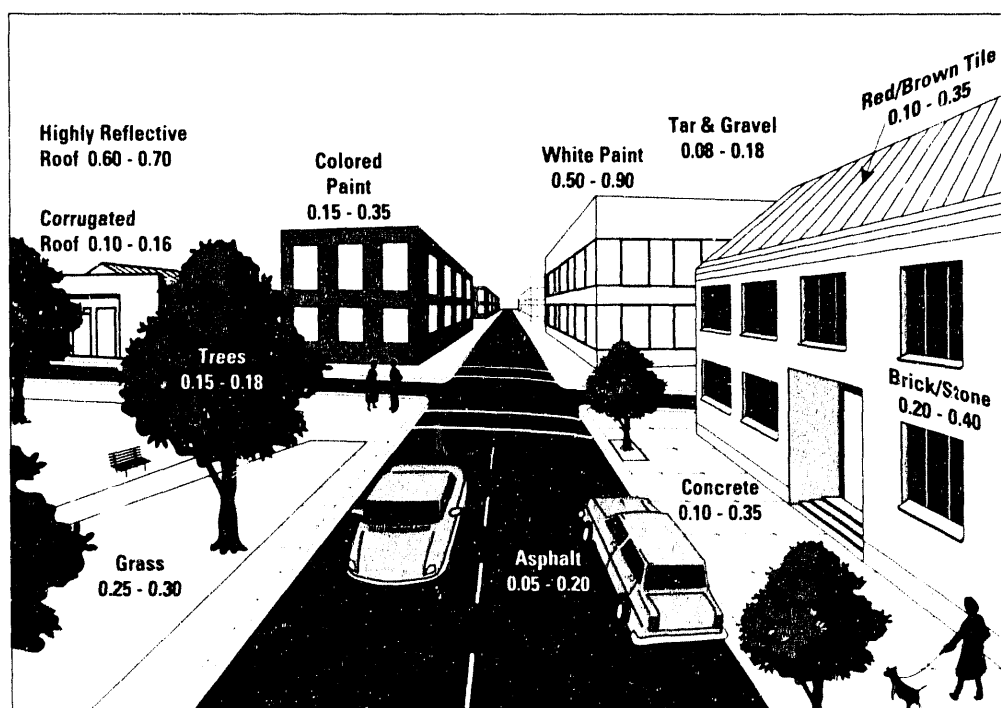 Highly Reflective
Roof 0.60 - 0.70
Corrugated
Roof 0.10 - 0.16
Colored
Paint
0.15 - 0.35
White Paint
0.50 - 0.90
Tar & Gravel
0.08 - 0.18
Red/Brown Tile
0.10 - 0.35
Trees
0.15 - 0.18
Brick/Stone
0.20 - 0.40
Grass
0.25 - 0.30
Asphalt
0.05 - 0.20
Concrete
0.10 - 0.35